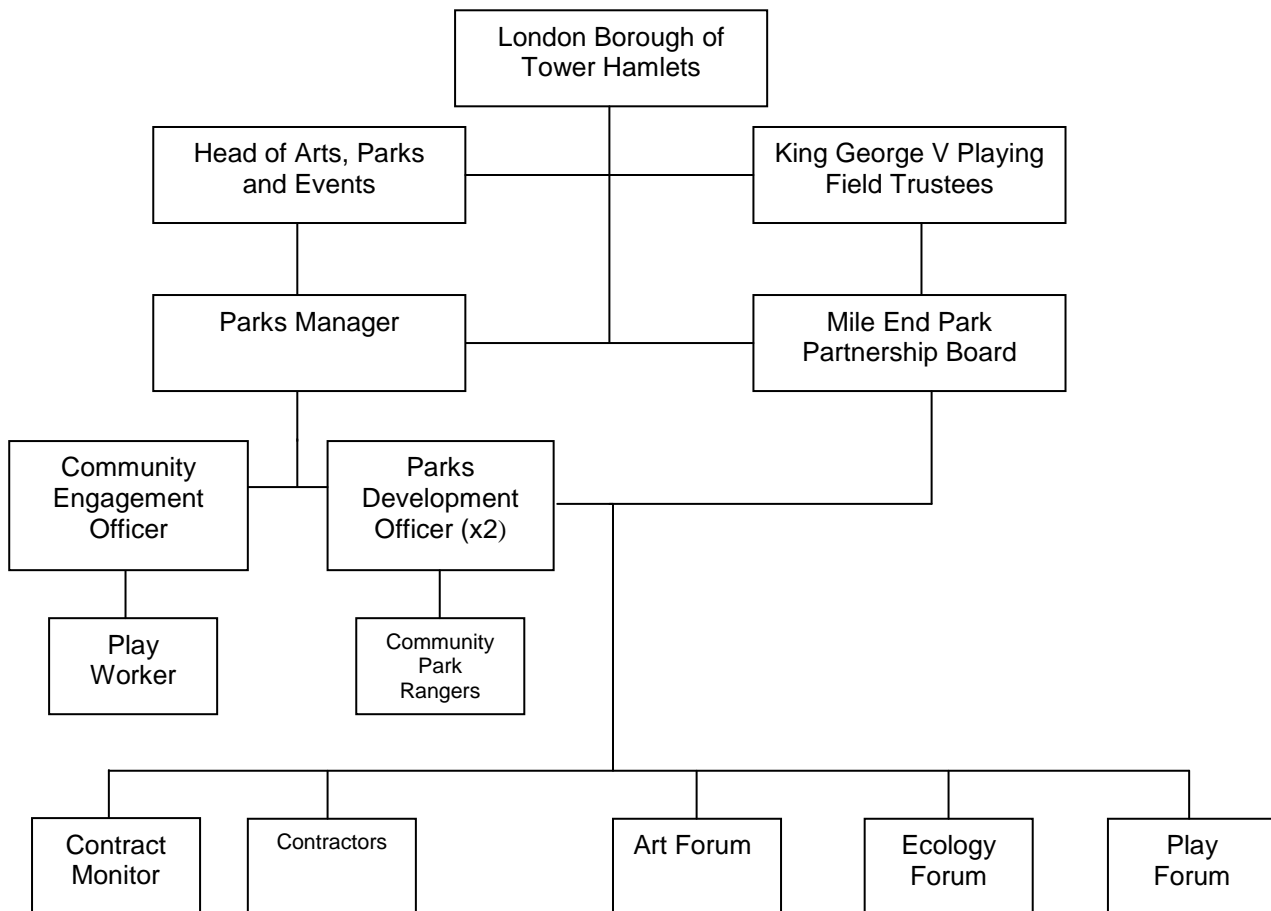 London Borough of
Tower Hamlets
Head of Arts, Parks
and Events
King George V Playing
Field Trustees
Parks Manager
Mile End Park
Partnership Board
Community
Engagement
Officer
Parks
Development
Officer (x2)
Play
Worker
Community
Park
Rangers
Contract
Monitor
Contractors
Art Forum
Ecology
Forum
Play
Forum